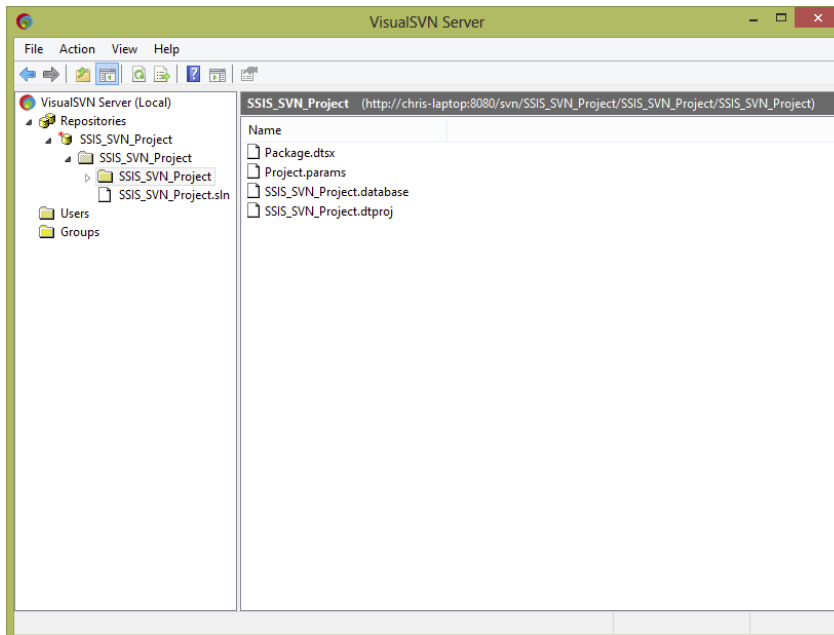 VisualSVN Server
File Action View Help
VisualSVN Server (Local)
Repositories
SSIS_SVN_Project
SSIS_SVN_Project
SSIS_SVN_Project
SSIS_SVN_Project.sln
Users
Groups
SSIS_SVN_Project (http://chris-laptop:8080/svn/SSIS_SVN_Project/SSIS_SVN_Project/SSIS_SVN_Project)
Name
Package.dtsx
Project.params
SSIS_SVN_Project.database
SSIS_SVN_Project.dtproj